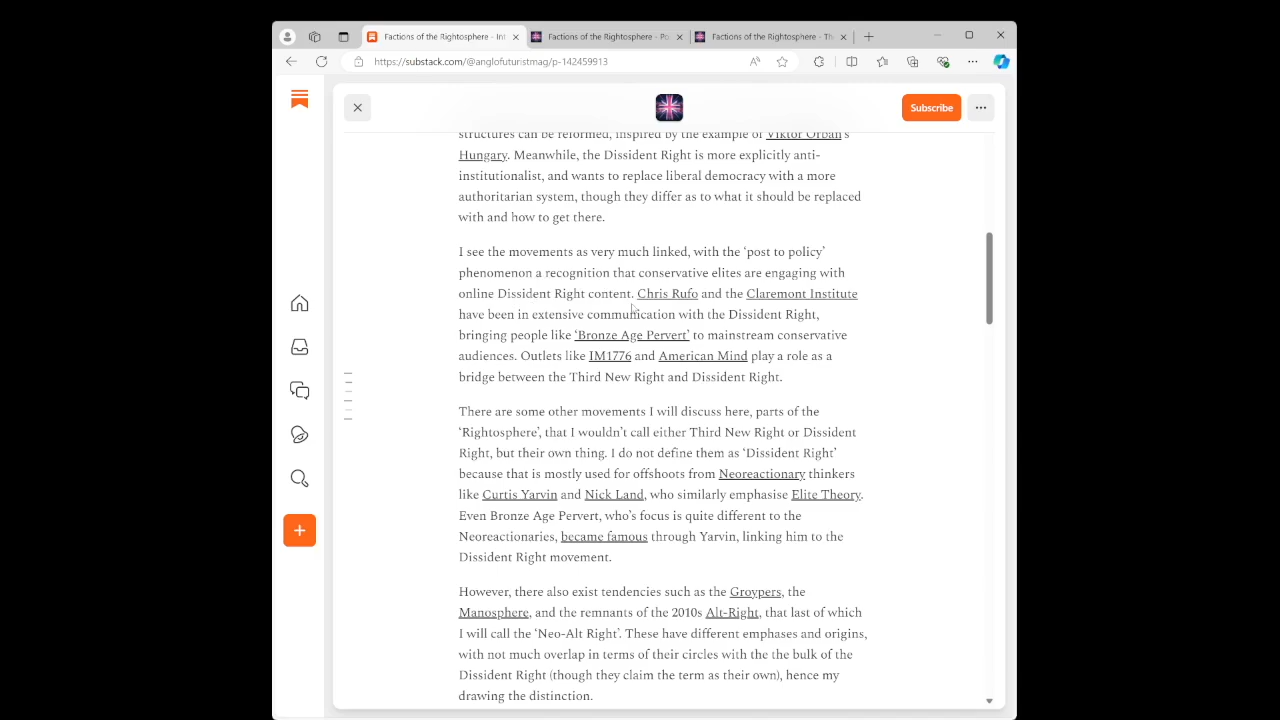 Factions of the Rightosphere - Int
Factions of the Rightosphere - Po
Factions of the Rightosphere - Th
https://substack.com/@anglofuturistmag/p-142459913
Subscribe
structures can be reformed, inspired by the example of Viktor Orban's
Hungary. Meanwhile, the Dissident Right is more explicitly anti-
institutionalist, and wants to replace liberal democracy with a more
authoritarian system, though they differ as to what it should be replaced
with and how to get there.
I see the movements as very much linked, with the ‘post to policy’
phenomenon a recognition that conservative elites are engaging with
online Dissident Right content. Chris Rufo and the Claremont Institute
have been in extensive communication with the Dissident Right,
bringing people like ‘Bronze Age Pervert’ to mainstream conservative
audiences. Outlets like IM1776 and American Mind play a role as a
bridge between the Third New Right and Dissident Right.
There are some other movements I will discuss here, parts of the
‘Rightosphere’, that I wouldn’t call either Third New Right or Dissident
Right, but their own thing. I do not define them as ‘Dissident Right’
because that is mostly used for offshoots from Neoreactionary thinkers
like Curtis Yarvin and Nick Land, who similarly emphasise Elite Theory.
Even Bronze Age Pervert, who’s focus is quite different to the
Neoreactionaries, became famous through Yarvin, linking him to the
Dissident Right movement.
However, there also exist tendencies such as the Groypers, the
Manosphere, and the remnants of the 2010s Alt-Right, that last of which
I will call the ‘Neo-Alt Right’. These have different emphases and origins,
with not much overlap in terms of their circles with the the bulk of the
Dissident Right (though they claim the term as their own), hence my
drawing the distinction.